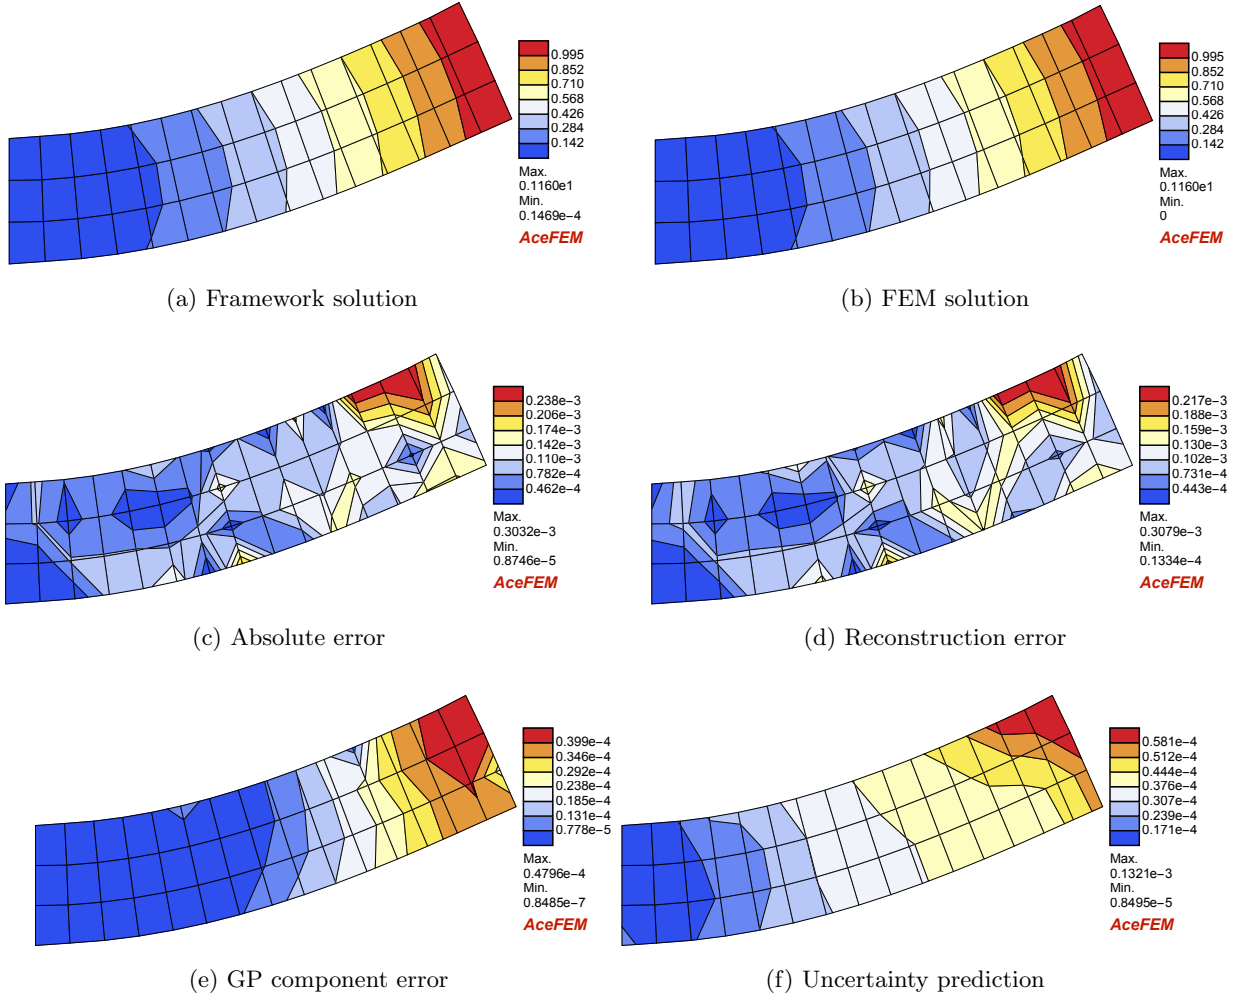 0.995
0.852
0.710
0.568
0.426
0.284
0.142
Max.
0.1160e1
Min.
0.1469e-4
AceFEM
(a) Framework solution
0.995
0.852
0.710
0.568
0.426
0.284
0.142
Max.
0.1160e1
Min.
0
AceFEM
(b) FEM solution
0.238e-3
0.206e-3
0.174e-3
0.142e-3
0.110e-3
0.782e-4
0.462e-4
Max.
0.3032e-3
Min.
0.8746e-5
AceFEM
(c) Absolute error
0.217e-3
0.188e-3
0.159e-3
0.130e-3
0.102e-3
0.731e-4
0.443e-4
Max.
0.3079e-3
Min.
0.1334e-4
AceFEM
(d) Reconstruction error
0.399e-4
0.346e-4
0.292e-4
0.238e-4
0.185e-4
0.131e-4
0.778e-5
Max.
0.4796e-4
Min.
0.8485e-7
AceFEM
(e) GP component error
0.581e-4
0.512e-4
0.444e-4
0.376e-4
0.307e-4
0.239e-4
0.171e-4
Max.
0.1321e-3
Min.
0.8495e-5
AceFEM
(f) Uncertainty prediction